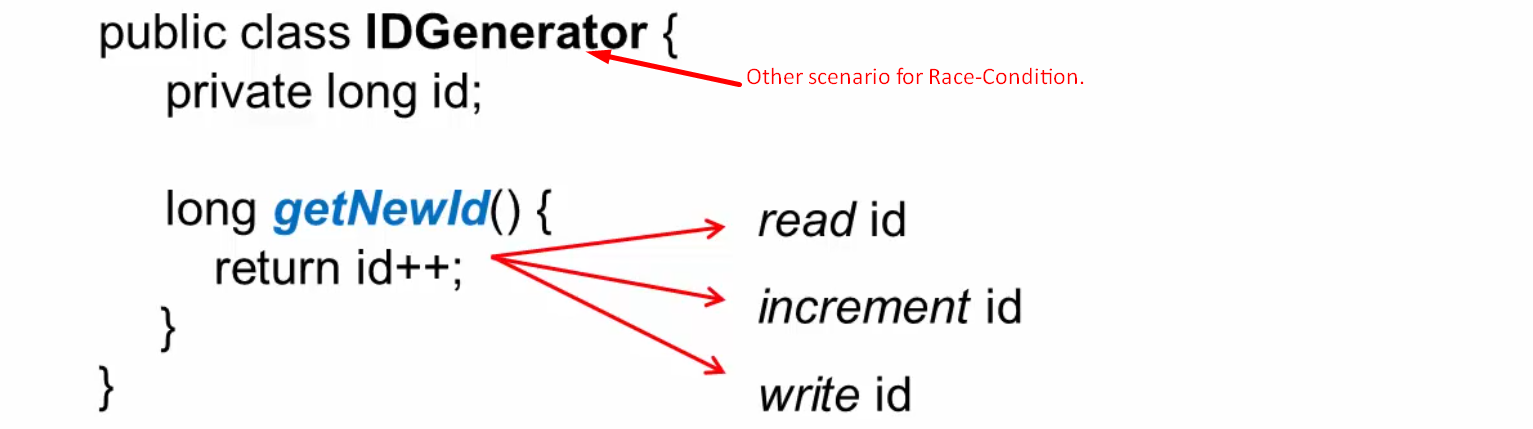 public class IDGenerator {
Other scenario for Race-Condition.
private long id;
long getNewId() {
read id
return id++;
increment id
}
write id
}